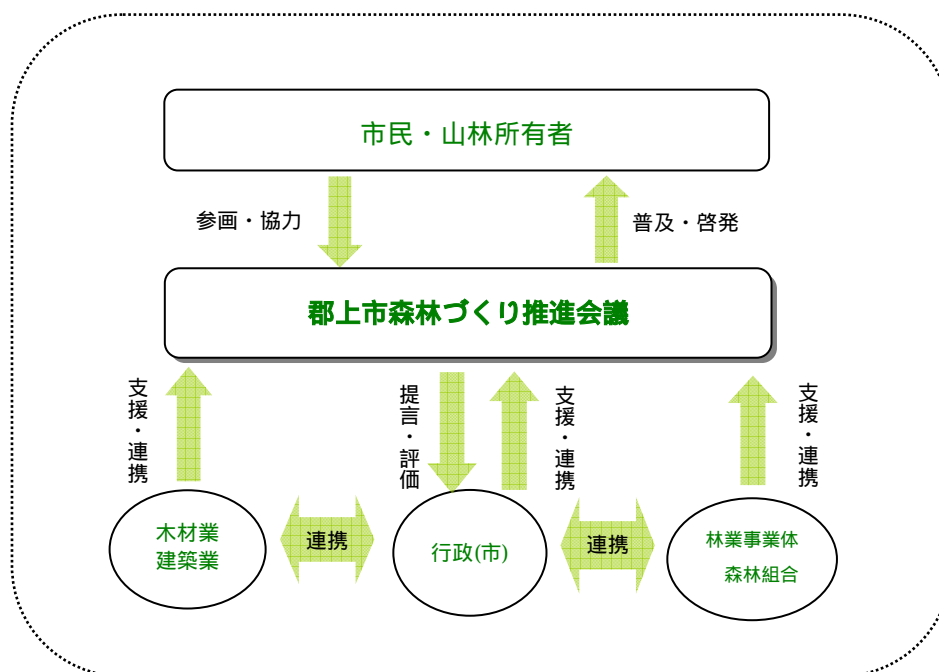 市民・山林所有者
参画・協力
普及・啓発
郡上市森林づくり推進会議
支援・連携
提言・評価
支援・連携
支援・連携
木材業
建築業
連携
行政(市)
連携
林業事業体
森林組合